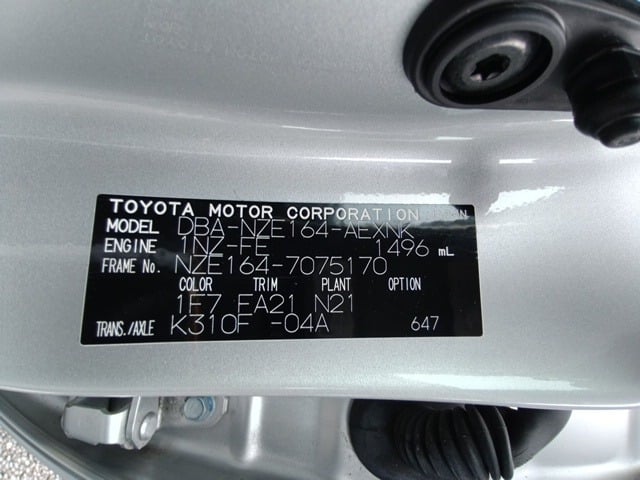 TOYOTA MOTOR CORPORATION
MODEL DBA-NZE164-AEXNK
ENGINE 1NZ-FE 1496 mL
FRAME No. NZE164-7075170
COLOR TRIM PLANT OPTION
1E7 FA21 N21
TRANS./AXLE K310F -04A 647